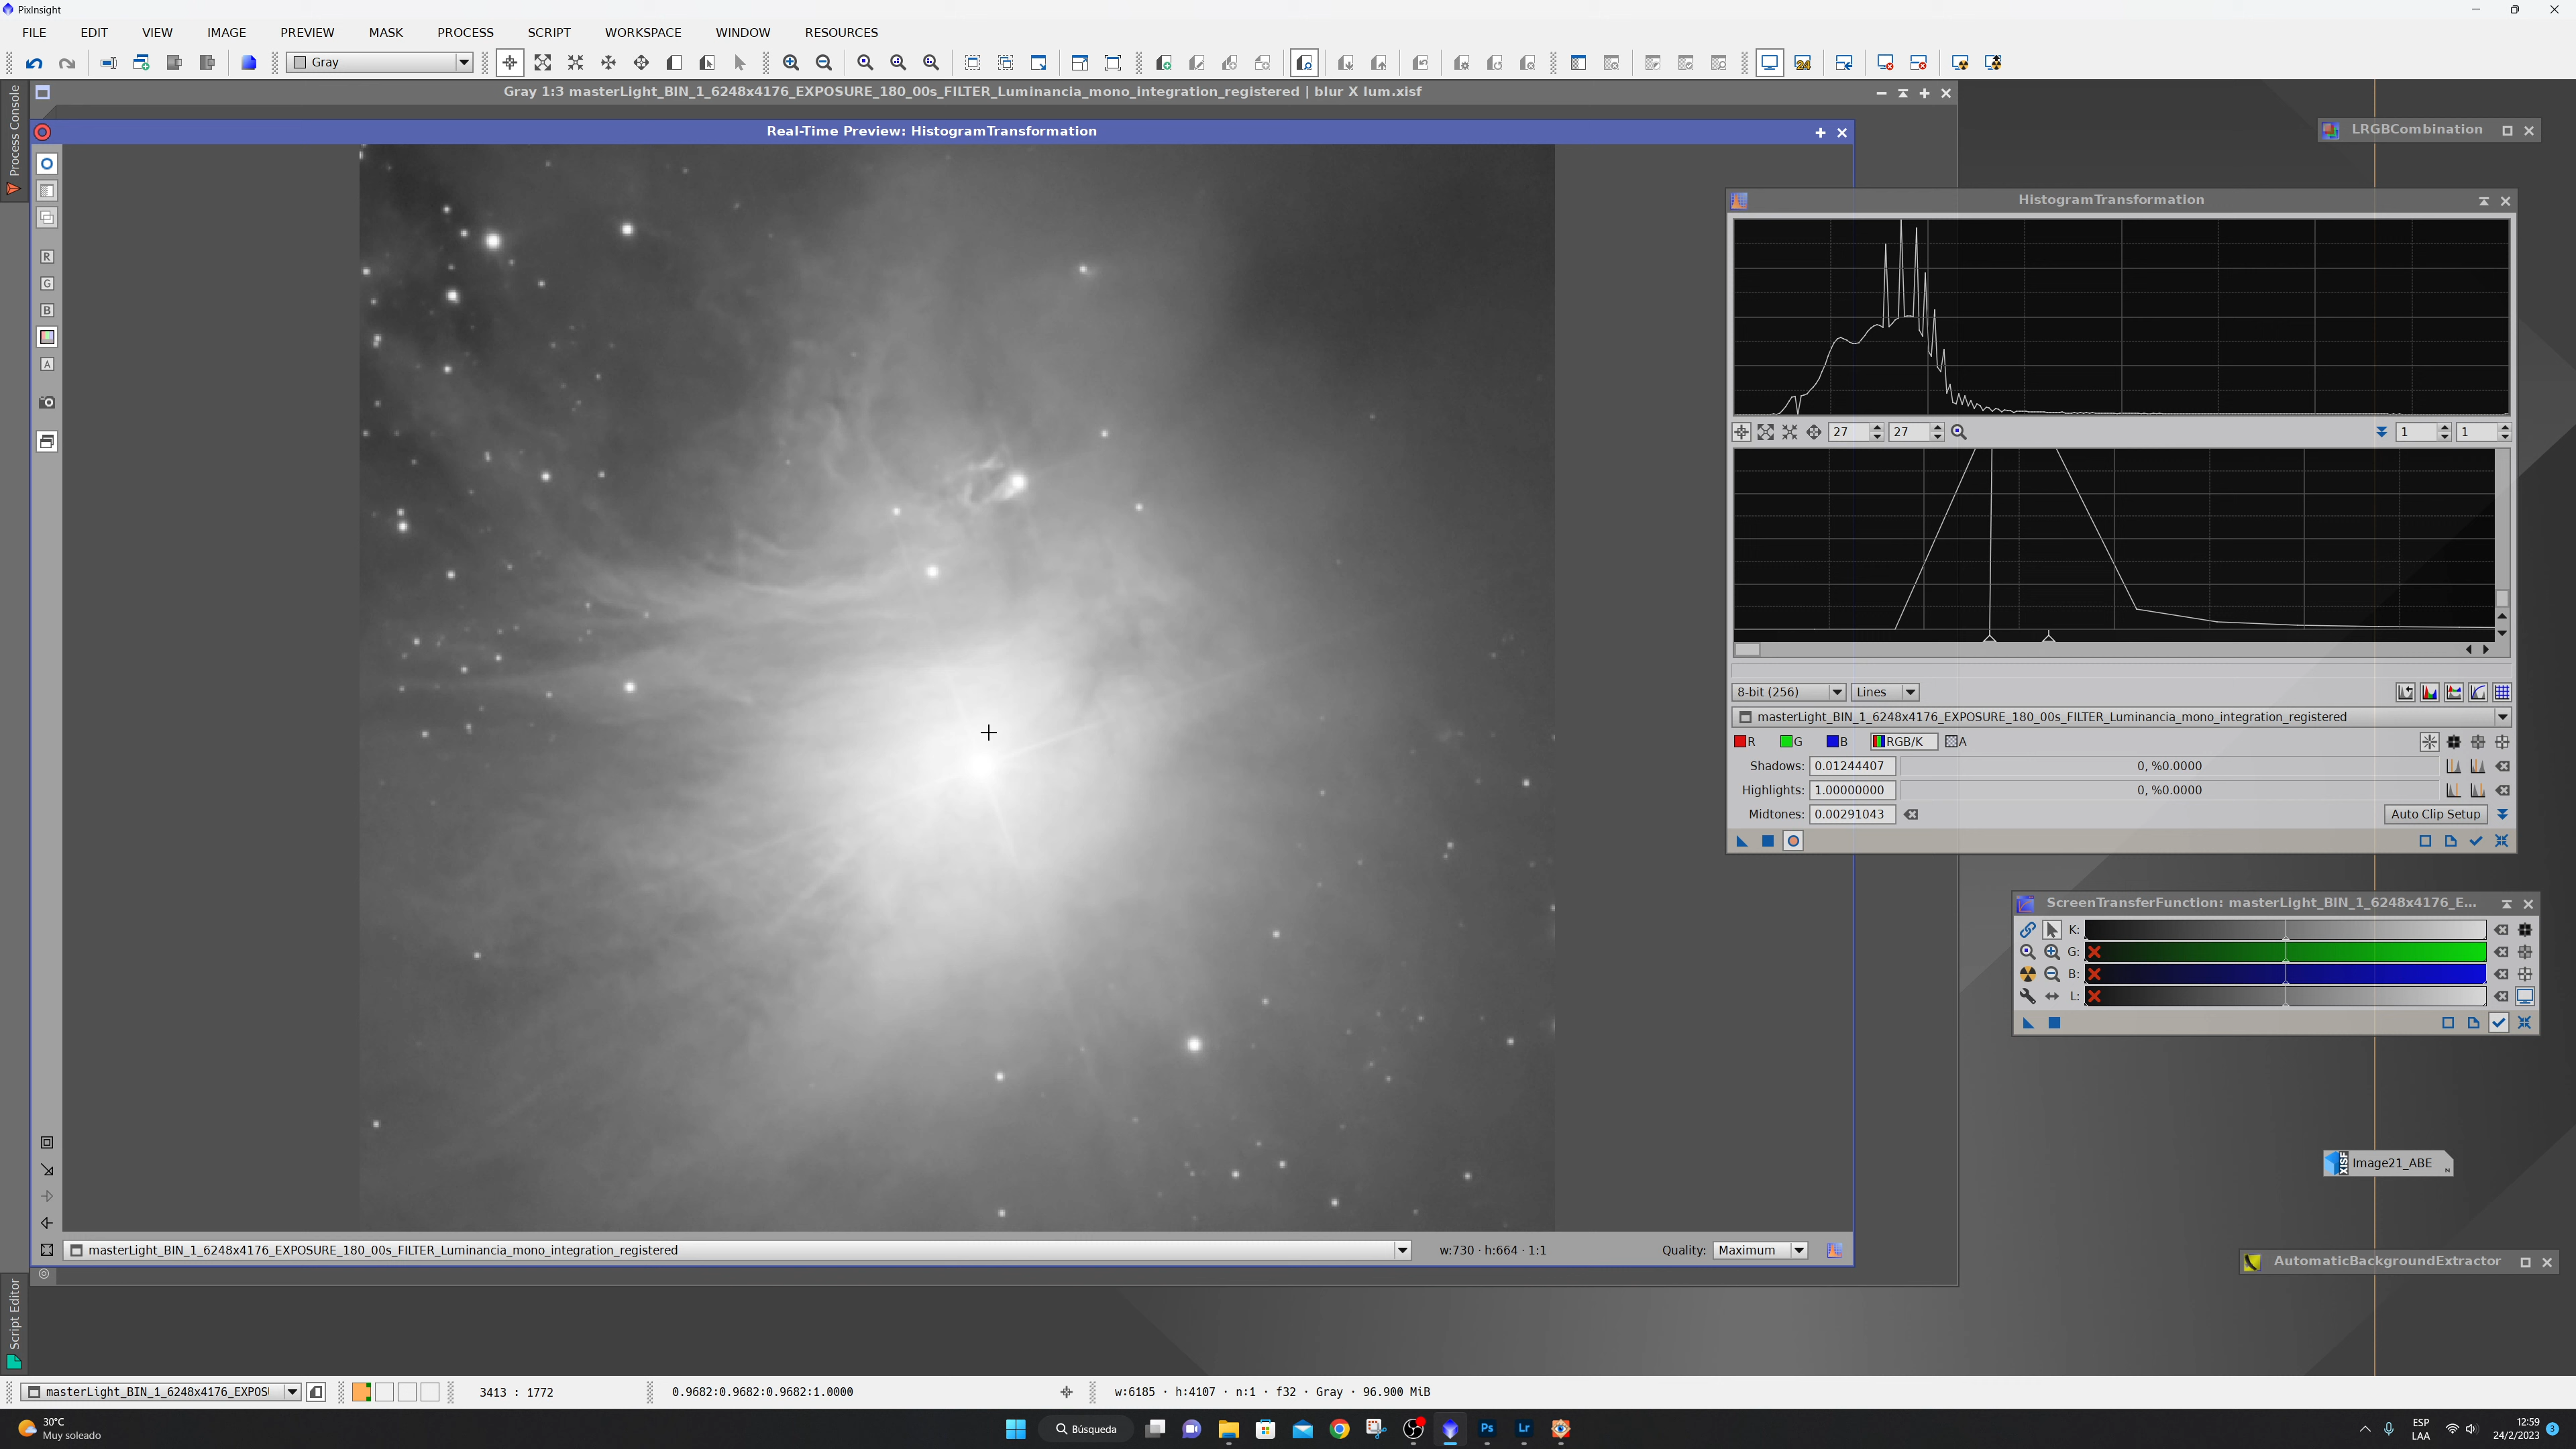 PixInsight
FILE EDIT VIEW IMAGE PREVIEW MASK PROCESS SCRIPT WORKSPACE WINDOW RESOURCES
Gray
24
Process Console
Gray 1:3 masterLight_BIN_1_6248x4176_EXPOSURE_180_00s_FILTER_Luminancia_mono_integration_registered | blur X lum.xisf
Real-Time Preview: HistogramTransformation
R
G
B
A
LRGBCombination
HistogramTransformation
27 27 1 1
8-bit (256) Lines
masterLight_BIN_1_6248x4176_EXPOSURE_180_00s_FILTER_Luminancia_mono_integration_registered
R G B RGB/K A
Shadows: 0.01244407 0, %0.0000
Highlights: 1.00000000 0, %0.0000
Midtones: 0.00291043 Auto Clip Setup
ScreenTransferFunction: masterLight_BIN_1_6248x4176_E...
K:
G:
B:
L:
XISF Image21_ABE N
AutomaticBackgroundExtractor
masterLight_BIN_1_6248x4176_EXPOSURE_180_00s_FILTER_Luminancia_mono_integration_registered w:730 · h:664 · 1:1 Quality: Maximum
Script Editor
masterLight_BIN_1_6248x4176_EXPOS 3413 : 1772 0.9682:0.9682:0.9682:1.0000 w:6185 · h:4107 · n:1 · f32 · Gray · 96.900 MiB
30°C
Muy soleado
Búsqueda
Ps
Lr
ESP
LAA
12:59
24/2/2023
3